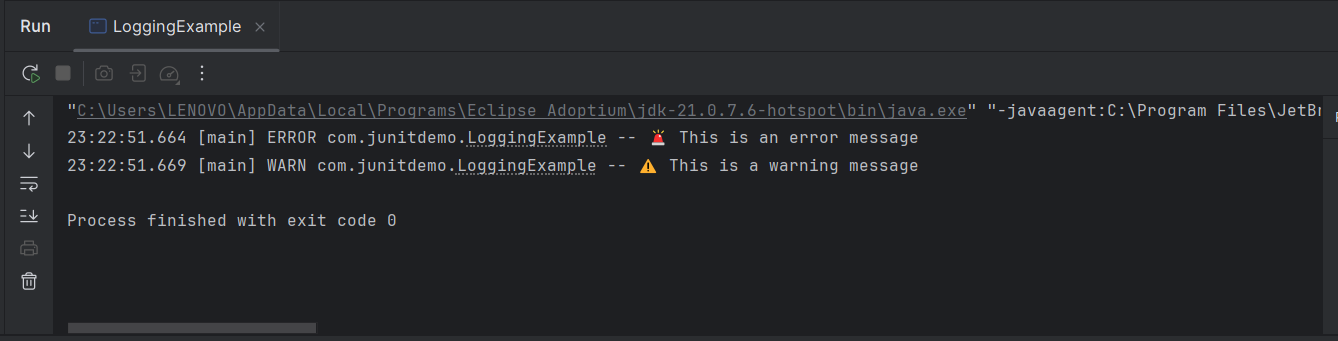 Run LoggingExample
"C:\Users\LENOVO\AppData\Local\Programs\Eclipse Adoptium\jdk-21.0.7.6-hotspot\bin\java.exe" "-javaagent:C:\Program Files\JetBr
23:22:51.664 [main] ERROR com.junitdemo.LoggingExample -- 🚨 This is an error message
23:22:51.669 [main] WARN com.junitdemo.LoggingExample -- ⚠️ This is a warning message
Process finished with exit code 0